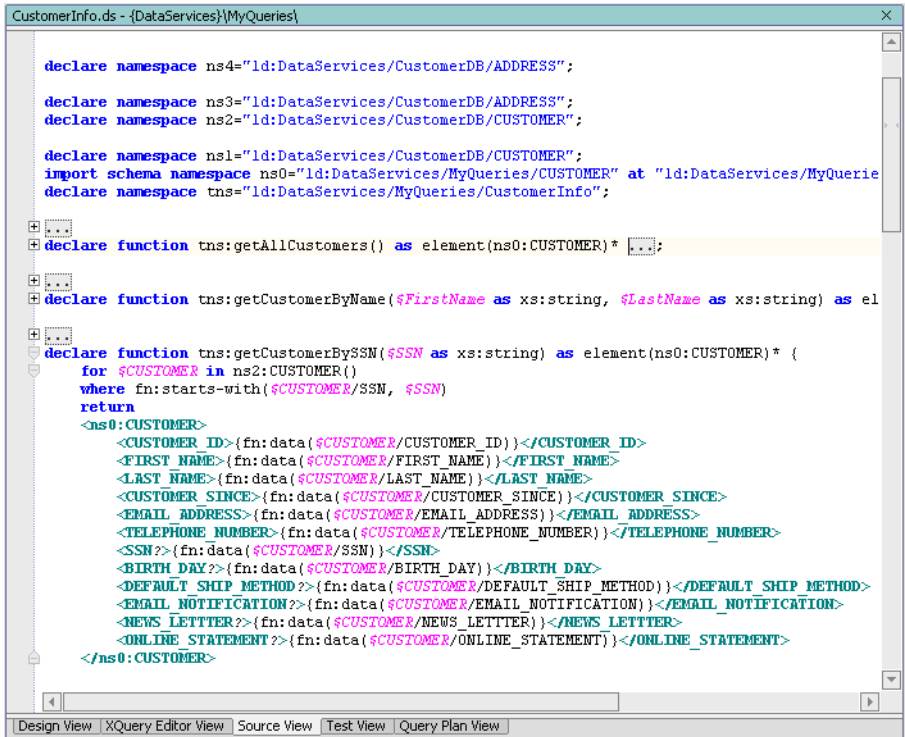 CustomerInfo.ds - {DataServices}\MyQueries\
declare namespace ns4="ld:DataServices/CustomerDB/ADDRESS";
declare namespace ns3="ld:DataServices/CustomerDB/ADDRESS";
declare namespace ns2="ld:DataServices/CustomerDB/CUSTOMER";
declare namespace ns1="ld:DataServices/CustomerDB/CUSTOMER";
import schema namespace ns0="ld:DataServices/MyQueries/CUSTOMER" at "ld:DataServices/MyQuerie
declare namespace tns="ld:DataServices/MyQueries/CustomerInfo";
...
declare function tns:getAllCustomers() as element(ns0:CUSTOMER)* ...;
...
declare function tns:getCustomerByName($FirstName as xs:string, $LastName as xs:string) as el
...
declare function tns:getCustomerBySSN($SSN as xs:string) as element(ns0:CUSTOMER)* {
for $CUSTOMER in ns2:CUSTOMER()
where fn:starts-with($CUSTOMER/SSN, $SSN)
return
<ns0:CUSTOMER>
<CUSTOMER_ID>{fn:data($CUSTOMER/CUSTOMER_ID)}</CUSTOMER_ID>
<FIRST_NAME>{fn:data($CUSTOMER/FIRST_NAME)}</FIRST_NAME>
<LAST_NAME>{fn:data($CUSTOMER/LAST_NAME)}</LAST_NAME>
<CUSTOMER_SINCE>{fn:data($CUSTOMER/CUSTOMER_SINCE)}</CUSTOMER_SINCE>
<EMAIL_ADDRESS>{fn:data($CUSTOMER/EMAIL_ADDRESS)}</EMAIL_ADDRESS>
<TELEPHONE_NUMBER>{fn:data($CUSTOMER/TELEPHONE_NUMBER)}</TELEPHONE_NUMBER>
<SSN?>{fn:data($CUSTOMER/SSN)}</SSN>
<BIRTH_DAY?>{fn:data($CUSTOMER/BIRTH_DAY)}</BIRTH_DAY>
<DEFAULT_SHIP_METHOD?>{fn:data($CUSTOMER/DEFAULT_SHIP_METHOD)}</DEFAULT_SHIP_METHOD>
<EMAIL_NOTIFICATION?>{fn:data($CUSTOMER/EMAIL_NOTIFICATION)}</EMAIL_NOTIFICATION>
<NEWS_LETTTER?>{fn:data($CUSTOMER/NEWS_LETTTER)}</NEWS_LETTTER>
<ONLINE_STATEMENT?>{fn:data($CUSTOMER/ONLINE_STATEMENT)}</ONLINE_STATEMENT>
</ns0:CUSTOMER>
Design View XQuery Editor View Source View Test View Query Plan View